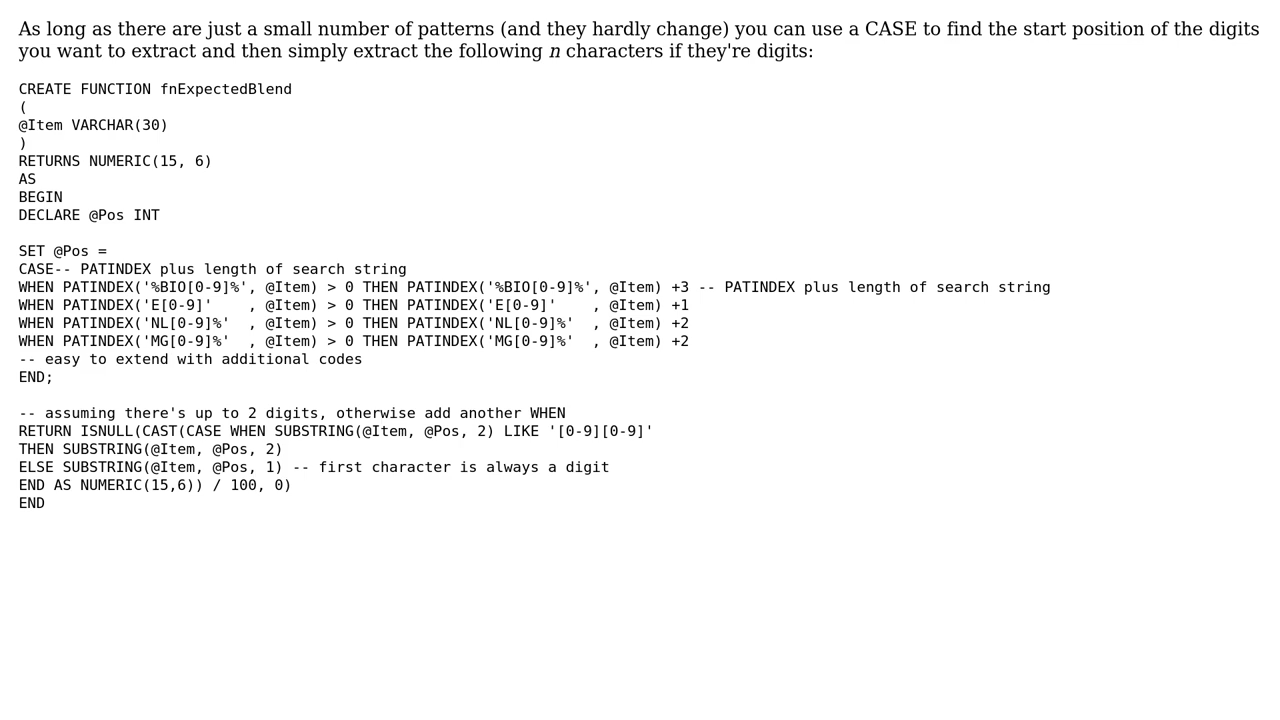 As long as there are just a small number of patterns (and they hardly change) you can use a CASE to find the start position of the digits
you want to extract and then simply extract the following n characters if they're digits:
CREATE FUNCTION fnExpectedBlend
(
@Item VARCHAR(30)
)
RETURNS NUMERIC(15, 6)
AS
BEGIN
DECLARE @Pos INT
SET @Pos =
CASE-- PATINDEX plus length of search string
WHEN PATINDEX('%BIO[0-9]%', @Item) > 0 THEN PATINDEX('%BIO[0-9]%', @Item) +3 -- PATINDEX plus length of search string
WHEN PATINDEX('E[0-9]'    , @Item) > 0 THEN PATINDEX('E[0-9]'    , @Item) +1
WHEN PATINDEX('NL[0-9]%'  , @Item) > 0 THEN PATINDEX('NL[0-9]%'  , @Item) +2
WHEN PATINDEX('MG[0-9]%'  , @Item) > 0 THEN PATINDEX('MG[0-9]%'  , @Item) +2
-- easy to extend with additional codes
END;
-- assuming there's up to 2 digits, otherwise add another WHEN
RETURN ISNULL(CAST(CASE WHEN SUBSTRING(@Item, @Pos, 2) LIKE '[0-9][0-9]'
THEN SUBSTRING(@Item, @Pos, 2)
ELSE SUBSTRING(@Item, @Pos, 1) -- first character is always a digit
END AS NUMERIC(15,6)) / 100, 0)
END